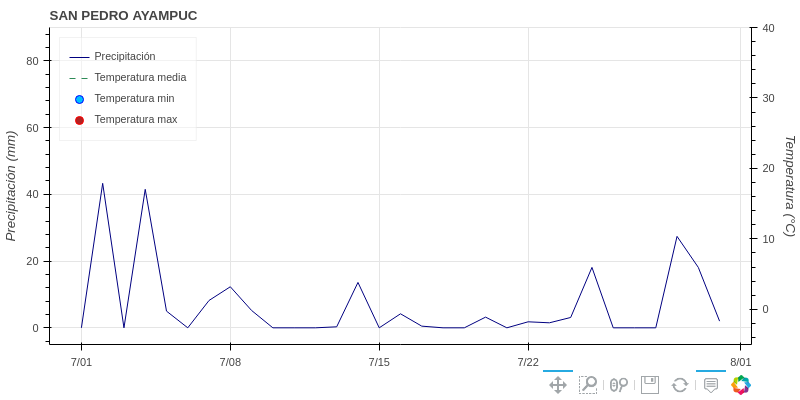 SAN PEDRO AYAMPUC
Precipitación
Temperatura media
Temperatura min
Temperatura max
Precipitación (mm)
80
60
40
20
0
Temperatura (°C)
40
30
20
10
0
7/01
7/08
7/15
7/22
8/01